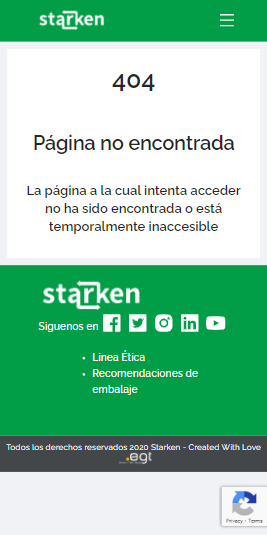 starken
404
Página no encontrada
La página a la cual intenta acceder
no ha sido encontrada o está
temporalmente inaccesible
starken
Siguenos en
Linea Ética
Recomendaciones de
embalaje
Todos los derechos reservados 2020 Starken - Created With Love
.egt
Privacy - Terms